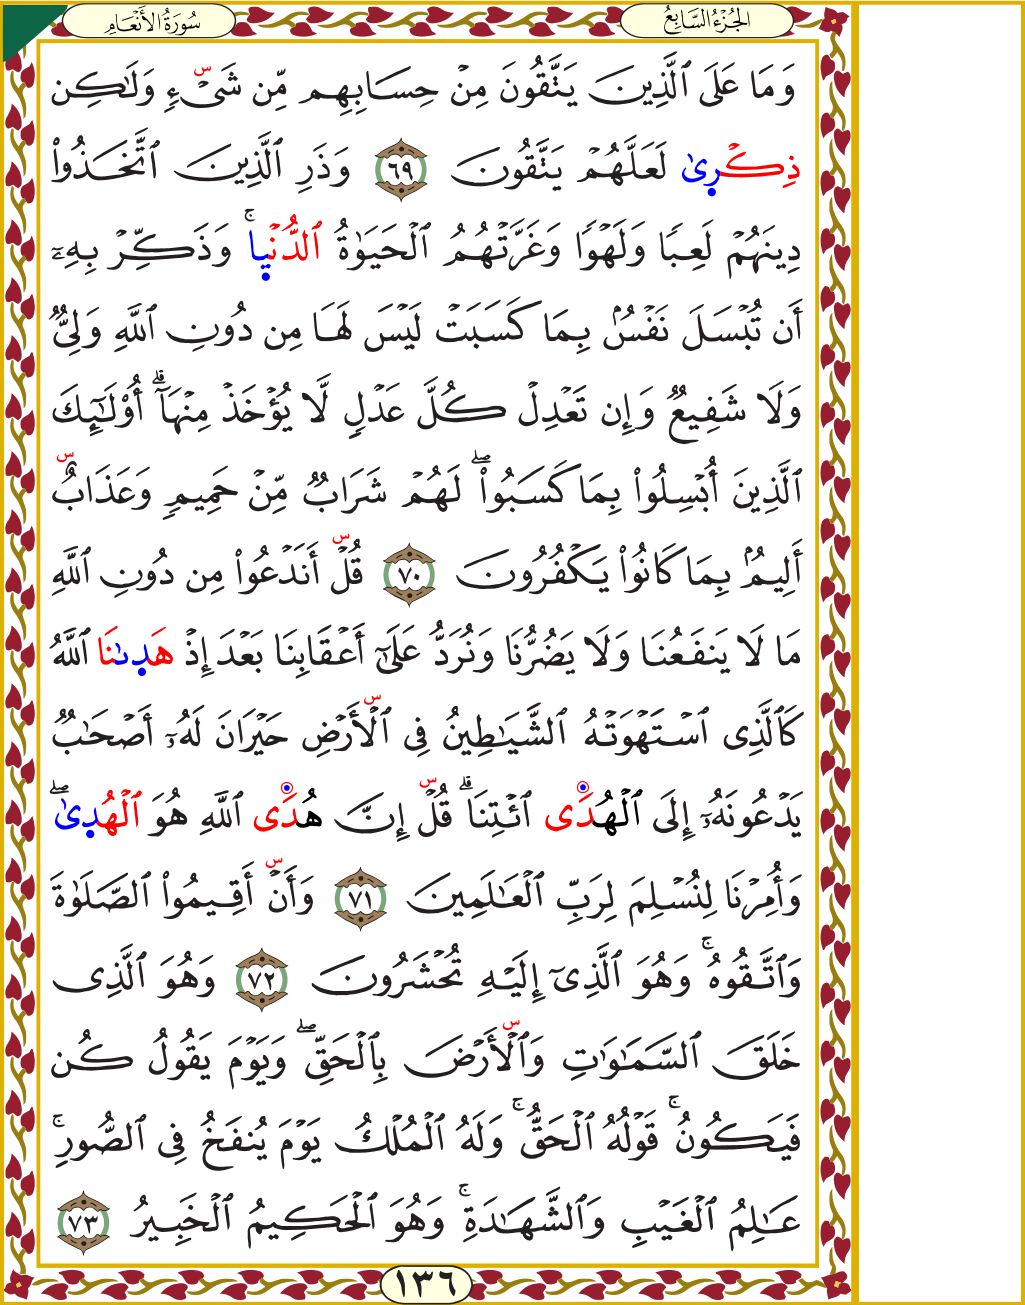 الجُزْءُ السَّابِعُ
سُورَةُ الأَنْعَامِ
وَمَا عَلَى ٱلَّذِينَ يَتَّقُونَ مِنْ حِسَابِهِم مِّن شَىْءٍ وَلَٰكِن
ذِكْرِىٰ لَعَلَّهُمْ يَتَّقُونَ ٦٩ وَذَرِ ٱلَّذِينَ ٱتَّخَذُوا۟
دِينَهُمْ لَعِبًا وَلَهْوًا وَغَرَّتْهُمُ ٱلْحَيَوٰةُ ٱلدُّنْيِا ۚ وَذَكِّرْ بِهِۦٓ
أَن تُبْسَلَ نَفْسٌۢ بِمَا كَسَبَتْ لَيْسَ لَهَا مِن دُونِ ٱللَّهِ وَلِىٌّ
وَلَا شَفِيعٌ وَإِن تَعْدِلْ كُلَّ عَدْلٍ لَّا يُؤْخَذْ مِنْهَآ ۗ أُو۟لَٰٓئِكَ
ٱلَّذِينَ أُبْسِلُوا۟ بِمَا كَسَبُوا۟ ۖ لَهُمْ شَرَابٌ مِّنْ حَمِيمٍ وَعَذَابٌ س
أَلِيمٌۢ بِمَا كَانُوا۟ يَكْفُرُونَ ٧٠ قُلْ س أَنَدْعُوا۟ مِن دُونِ ٱللَّهِ
مَا لَا يَنفَعُنَا وَلَا يَضُرُّنَا وَنُرَدُّ عَلَىٰٓ أَعْقَابِنَا بَعْدَ إِذْ هَدِىٰنَا ٱللَّهُ
كَٱلَّذِى ٱسْتَهْوَتْهُ ٱلشَّيَٰطِينُ فِى ٱلْأَرْضِ حَيْرَانَ لَهُۥٓ أَصْحَٰبٌ
يَدْعُونَهُۥٓ إِلَى ٱلْهُدَى ٱئْتِنَا ۗ قُلْ س إِنَّ هُدَى ٱللَّهِ هُوَ ٱلْهُدِىٰ ۖ
وَأُمِرْنَا لِنُسْلِمَ لِرَبِّ ٱلْعَٰلَمِينَ ٧١ وَأَنْ س أَقِيمُوا۟ ٱلصَّلَوٰةَ
وَٱتَّقُوهُ ۚ وَهُوَ ٱلَّذِىٓ إِلَيْهِ تُحْشَرُونَ ٧٢ وَهُوَ ٱلَّذِى
خَلَقَ ٱلسَّمَٰوَٰتِ وَٱلْأَرْضَ بِٱلْحَقِّ ۖ وَيَوْمَ يَقُولُ كُن
فَيَكُونُ ۚ قَوْلُهُ ٱلْحَقُّ ۚ وَلَهُ ٱلْمُلْكُ يَوْمَ يُنفَخُ فِى ٱلصُّورِ ۚ
عَٰلِمُ ٱلْغَيْبِ وَٱلشَّهَٰدَةِ ۚ وَهُوَ ٱلْحَكِيمُ ٱلْخَبِيرُ ٧٣
١٣٦